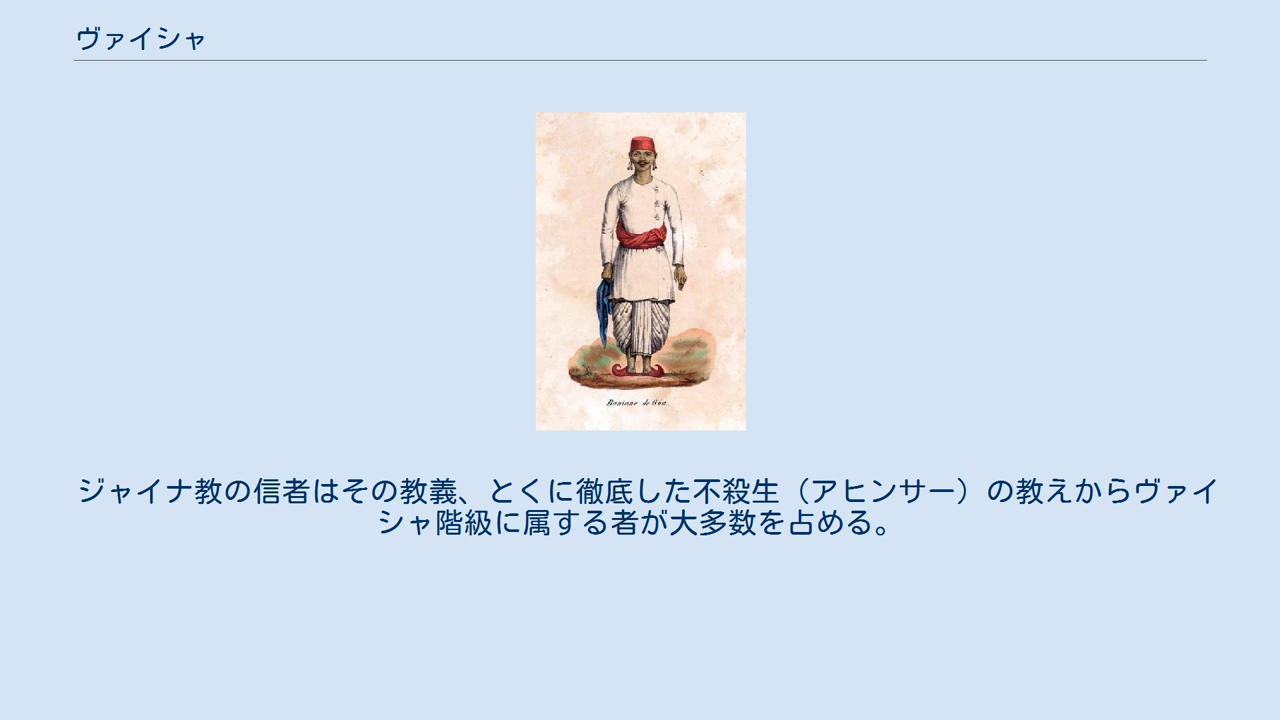 ヴァイシャ
Baniane de Goa.
ジャイナ教の信者はその教義、とくに徹底した不殺生（アヒンサー）の教えからヴァイ
シャ階級に属する者が大多数を占める。